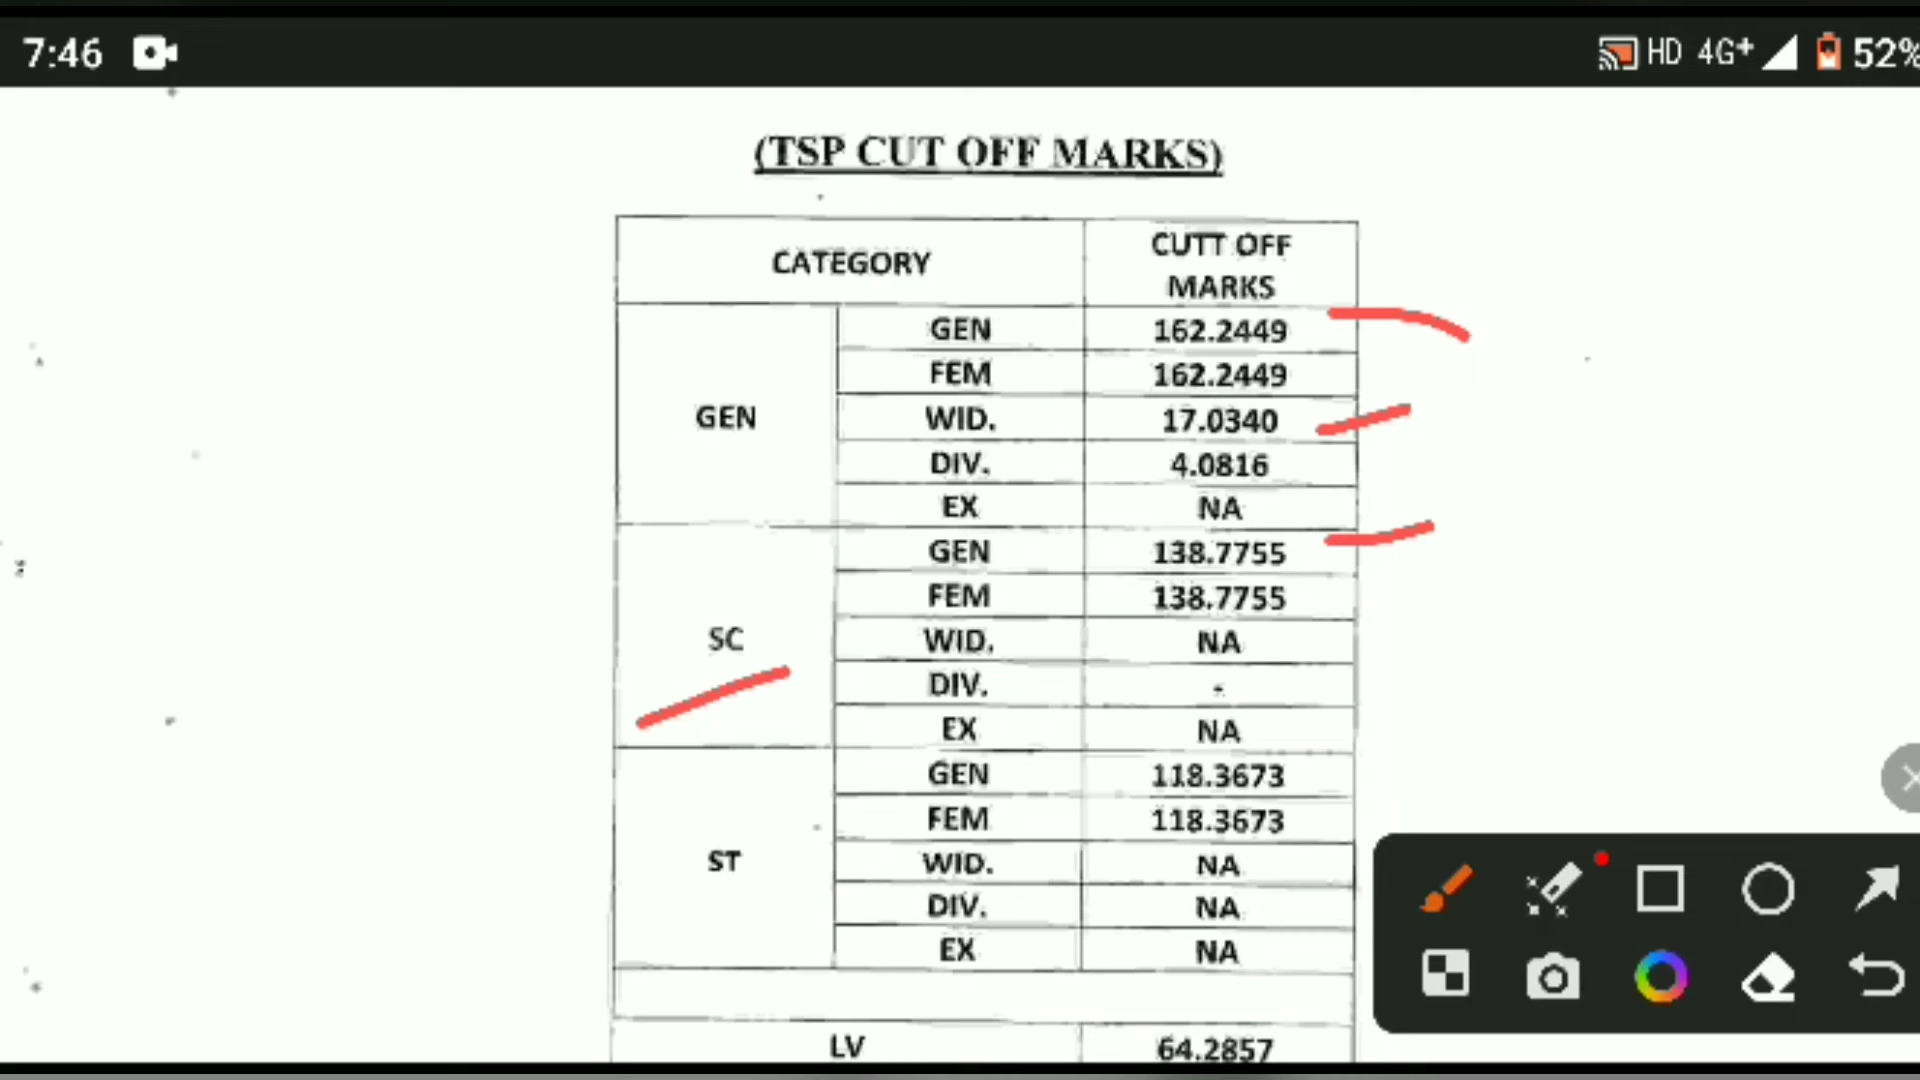 7:46 HD 4G+ 52%
(TSP CUT OFF MARKS)
CATEGORY CUTT OFF MARKS
GEN GEN 162.2449
FEM 162.2449
WID. 17.0340
DIV. 4.0816
EX NA
SC GEN 138.7755
FEM 138.7755
WID. NA
DIV. -
EX NA
ST GEN 118.3673
FEM 118.3673
WID. NA
DIV. NA
EX NA
LV 64.2857